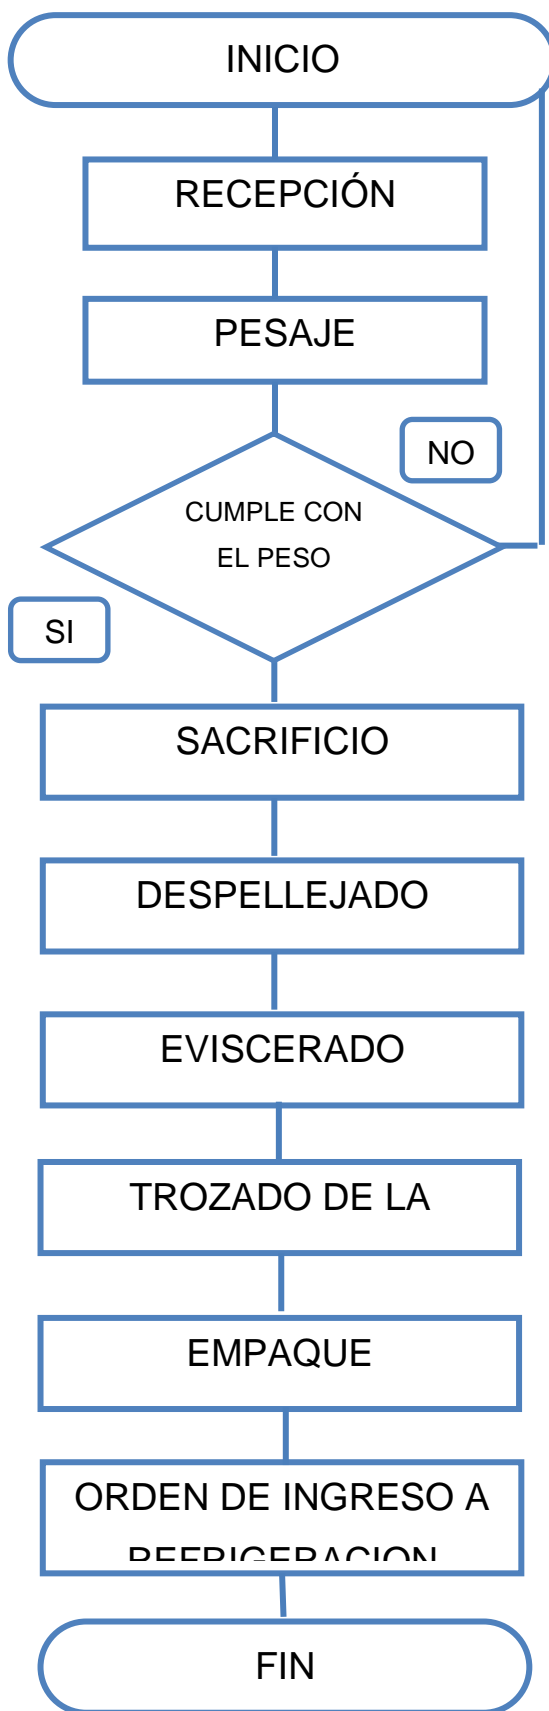 INICIO
RECEPCIÓN
PESAJE
NO
CUMPLE CON
EL PESO
SI
SACRIFICIO
DESPELLEJADO
EVISCERADO
TROZADO DE LA
EMPAQUE
ORDEN DE INGRESO A
REFRIGERACION
FIN